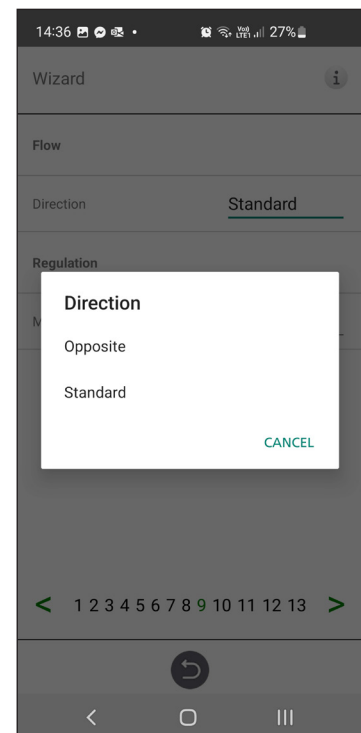 14:36 27%
Wizard i
Flow
Direction Standard
Regulation
M
Direction
Opposite
Standard
CANCEL
< 1 2 3 4 5 6 7 8 9 10 11 12 13 >